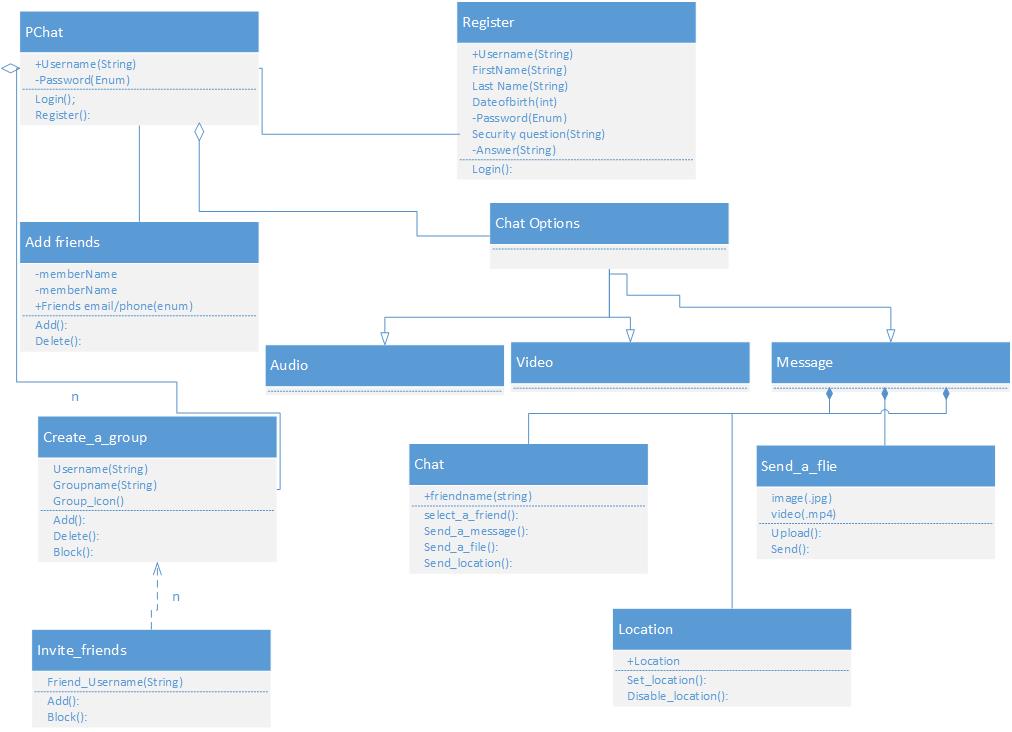 PChat
+Username(String)
-Password(Enum)
Login();
Register():
Register
+Username(String)
FirstName(String)
Last Name(String)
Dateofbirth(int)
-Password(Enum)
Security question(String)
-Answer(String)
Login():
Add friends
-memberName
-memberName
+Friends email/phone(enum)
Add():
Delete():
Chat Options
Audio
Video
Message
n
Create_a_group
Username(String)
Groupname(String)
Group_Icon()
Add():
Delete():
Block():
Chat
+friendname(string)
select_a_friend():
Send_a_message():
Send_a_file():
Send_location():
Send_a_flie
image(.jpg)
video(.mp4)
Upload():
Send():
n
Invite_friends
Friend_Username(String)
Add():
Block():
Location
+Location
Set_location():
Disable_location():